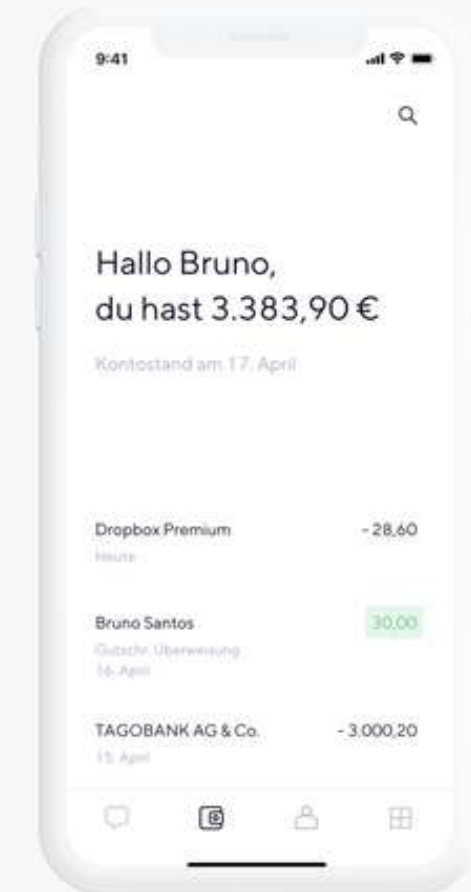 9:41
Hallo Bruno,
du hast 3.383,90 €
Kontostand am 17. April
Dropbox Premium - 28,60
Heute
Bruno Santos 30,00
Gutschr. Überweisung
16. April
TAGOBANK AG & Co. - 3.000,20
15. April